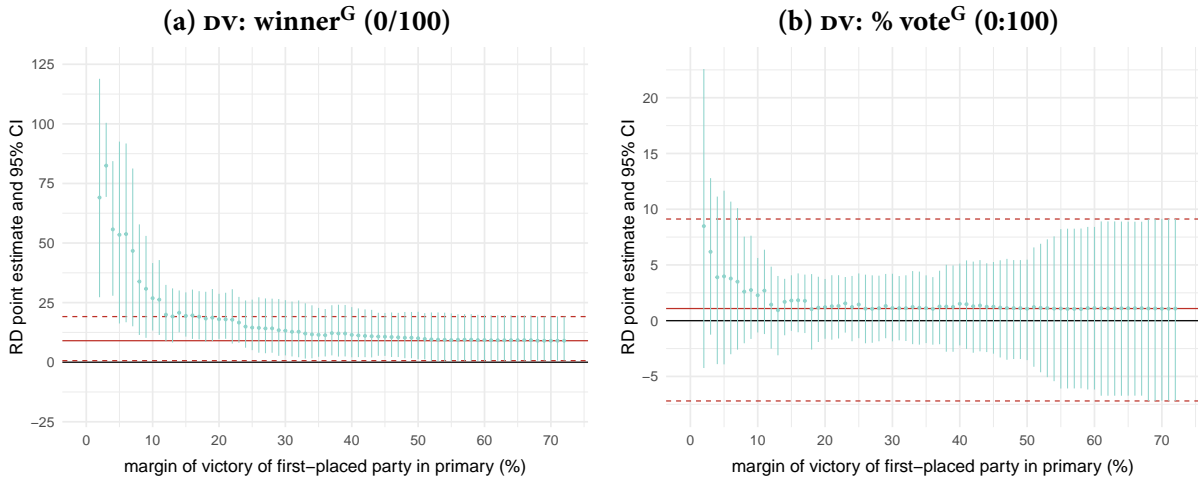 (a) DV: winnerᴳ (0/100)
RD point estimate and 95% CI
125
100
75
50
25
0
−25
0 10 20 30 40 50 60 70
margin of victory of first−placed party in primary (%)
(b) DV: % voteᴳ (0:100)
RD point estimate and 95% CI
20
15
10
5
0
−5
0 10 20 30 40 50 60 70
margin of victory of first−placed party in primary (%)